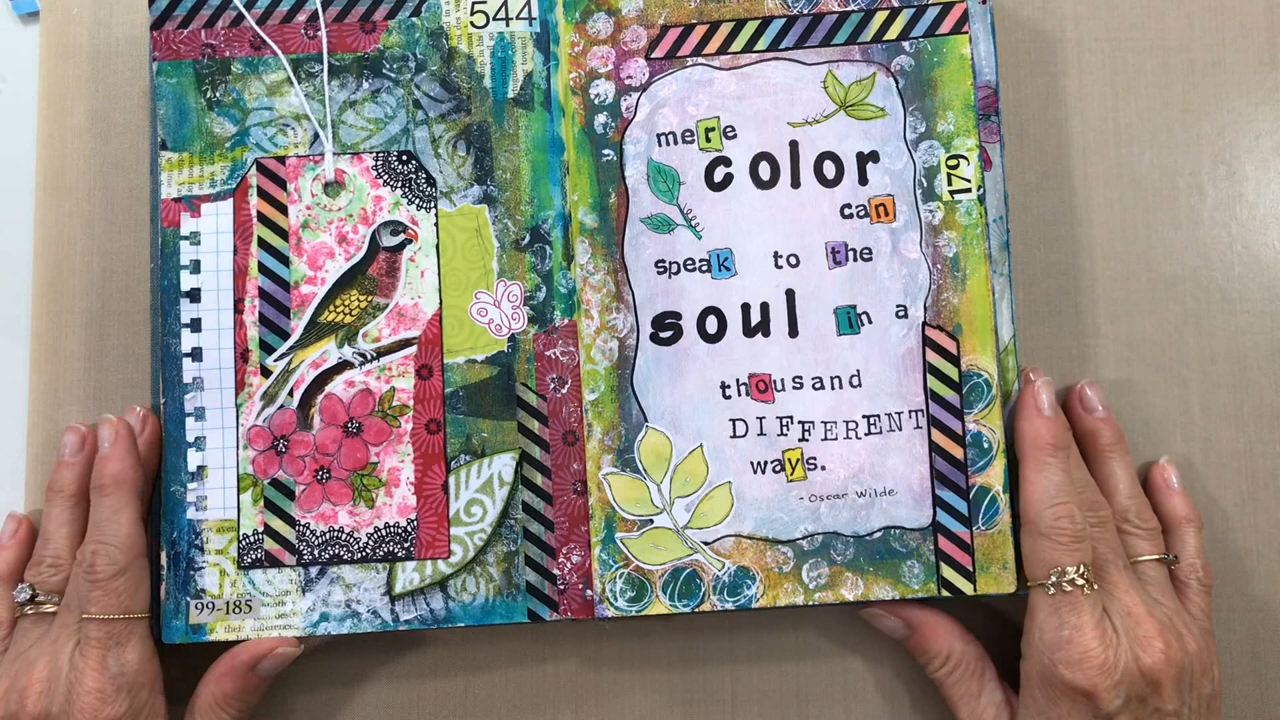 544
99-185
mere
color
can
speak to the
soul in a
thousand
DIFFERENT
ways.
- Oscar Wilde
179